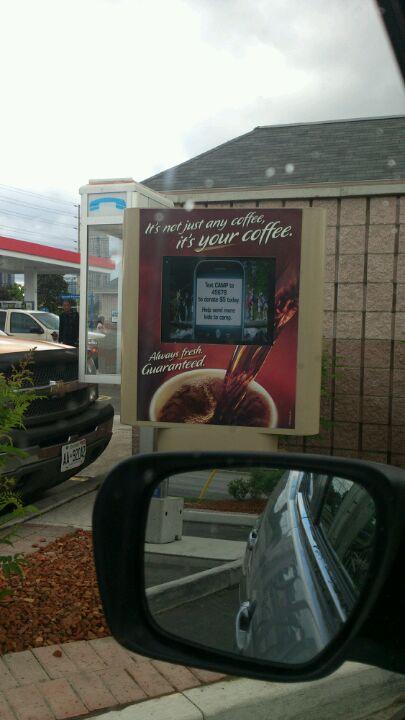 It's not just any coffee,
it's your coffee.
Text CAMP to
45678
to donate $5 today.
Help send more
kids to camp.
Always fresh.
Guaranteed.